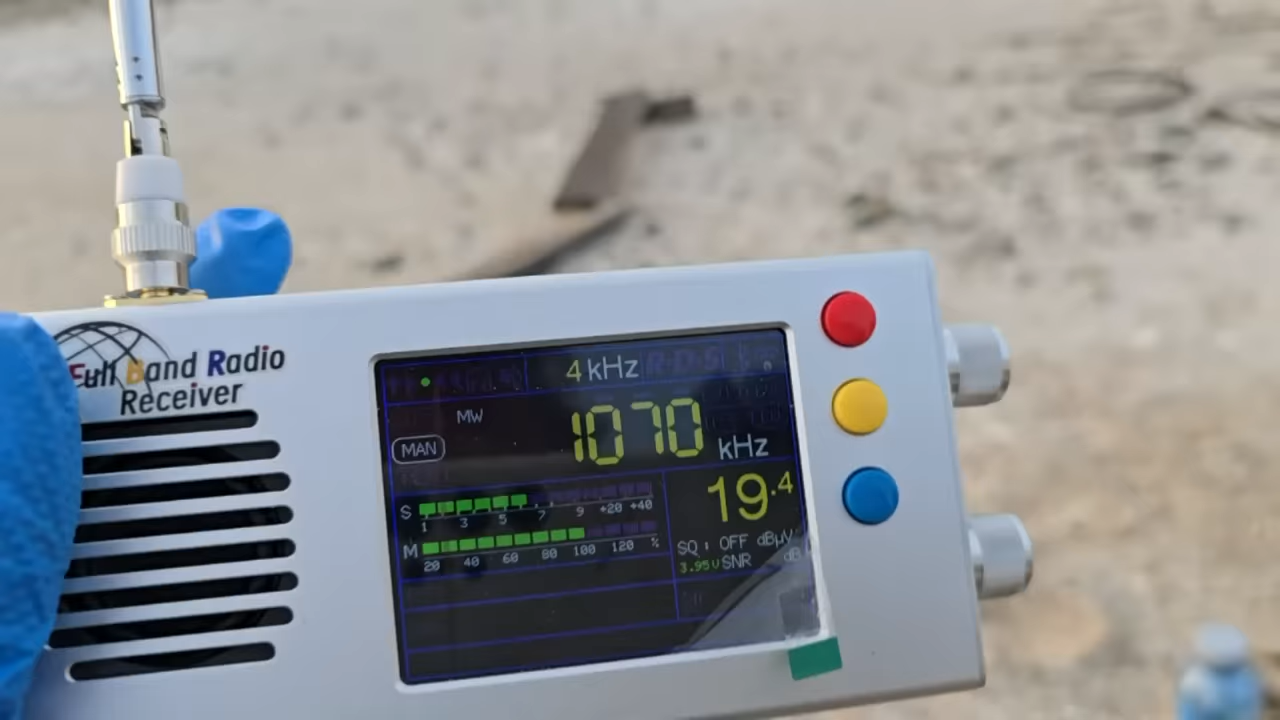 Full Band Radio
Receiver
4 kHz
MW
MAN
1070 kHz
S 1 3 5 7 9 +20 +40
M 20 40 60 80 100 120 %
19.4
SQ: OFF dBµV
3.95V SNR dB